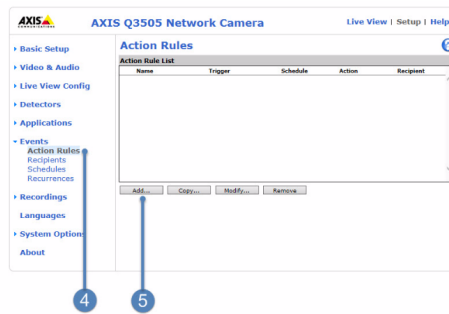 AXIS
COMMUNICATIONS
AXIS Q3505 Network Camera
Live View | Setup | Help
Basic Setup
Video & Audio
Live View Config
Detectors
Applications
Events
Action Rules
Recipients
Schedules
Recurrences
Recordings
Languages
System Options
About
Action Rules
Action Rule List
Name Trigger Schedule Action Recipient
Add... Copy... Modify... Remove
4 5